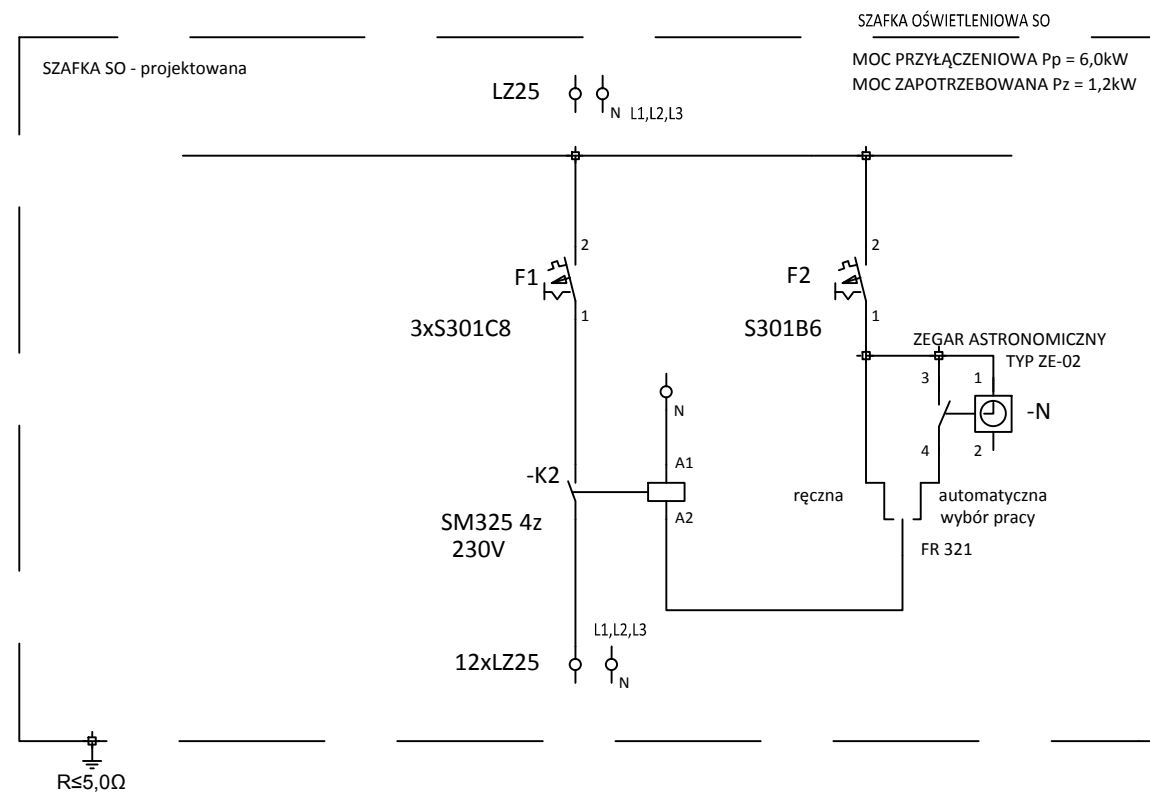 SZAFKA OŚWIETLENIOWA SO
SZAFKA SO - projektowana
MOC PRZYŁĄCZENIOWA Pp = 6,0kW
MOC ZAPOTRZEBOWANA Pz = 1,2kW
LZ25
N L1,L2,L3
2
2
F1
F2
1
1
3xS301C8
S301B6
ZEGAR ASTRONOMICZNY
TYP ZE-02
3
1
N
-N
4
2
A1
-K2
ręczna
automatyczna
wybór pracy
A2
SM325 4z
230V
FR 321
L1,L2,L3
12xLZ25
N
R≤5,0Ω